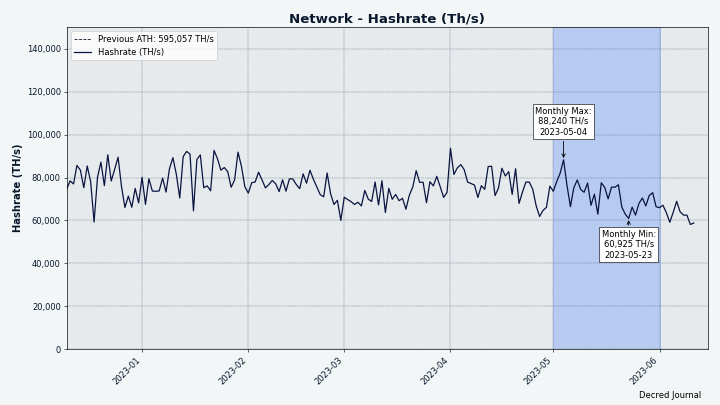 Network - Hashrate (Th/s)
Previous ATH: 595,057 TH/s
Hashrate (TH/s)
Hashrate (TH/s)
140,000
120,000
100,000
80,000
60,000
40,000
20,000
0
Monthly Max:
88,240 TH/s
2023-05-04
Monthly Min:
60,925 TH/s
2023-05-23
2023-01
2023-02
2023-03
2023-04
2023-05
2023-06
Decred Journal